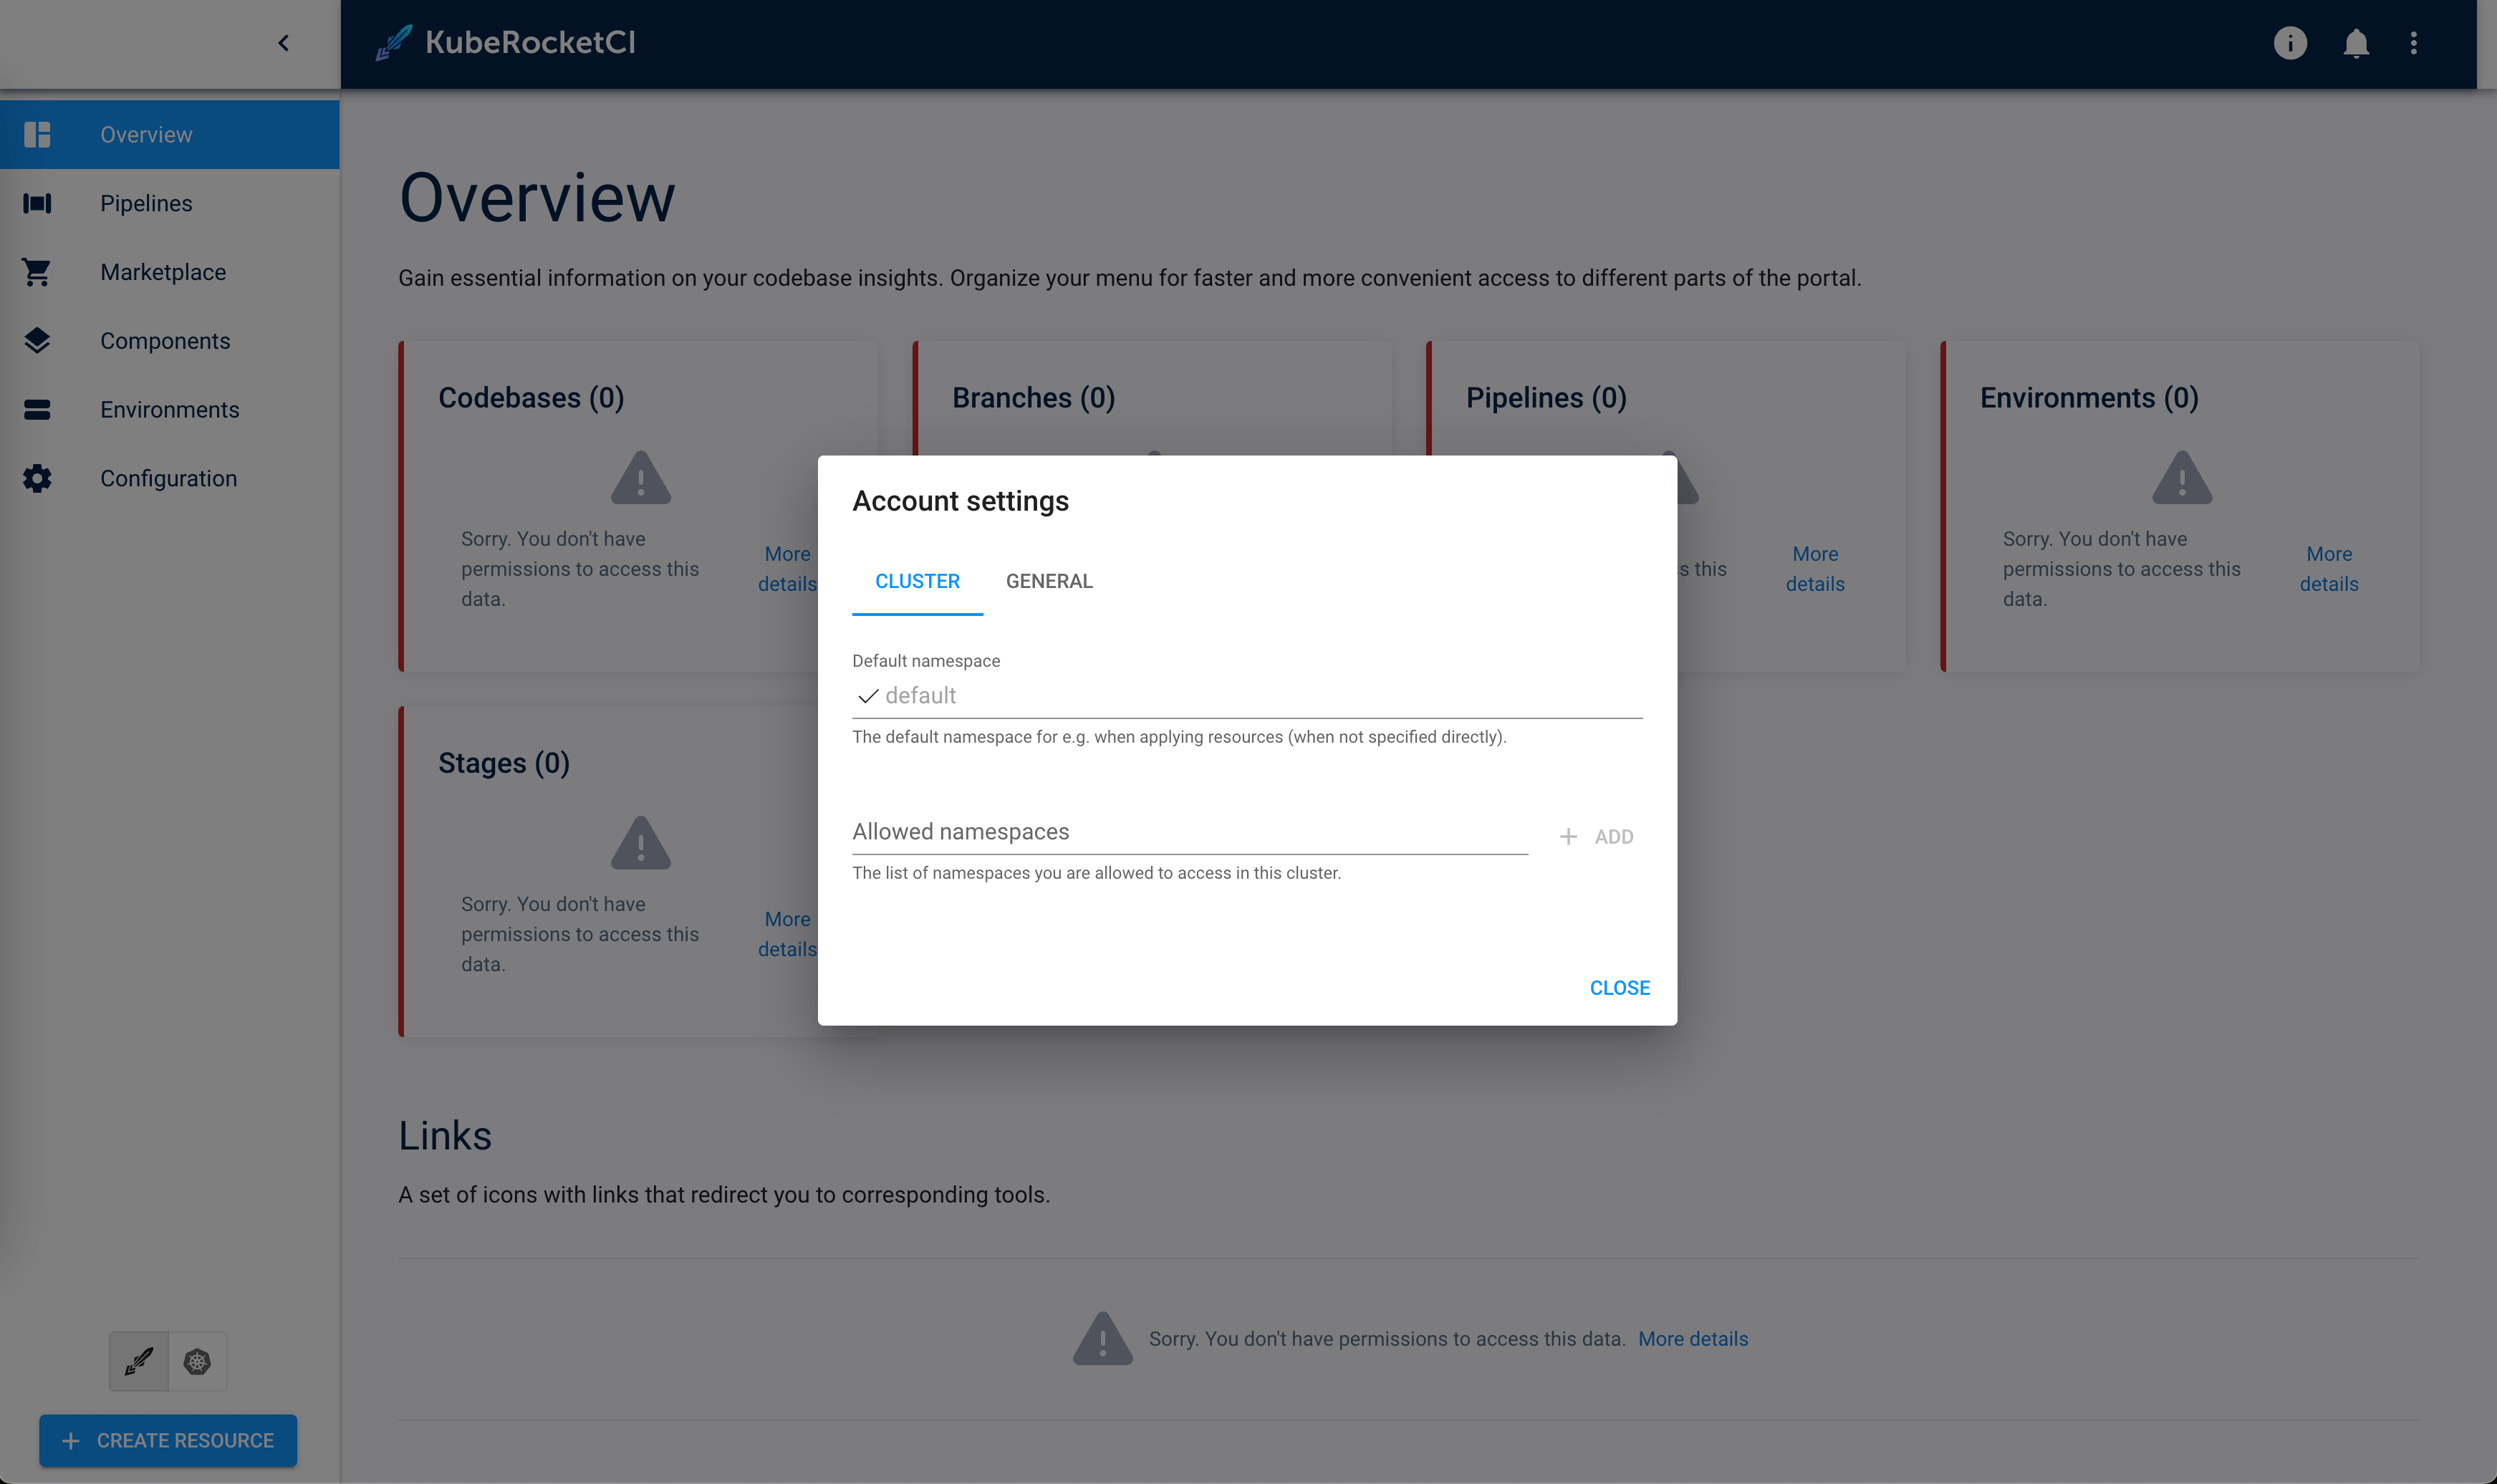 KubeRocketCI
Overview
Pipelines
Marketplace
Components
Environments
Configuration
CREATE RESOURCE
Overview
Gain essential information on your codebase insights. Organize your menu for faster and more convenient access to different parts of the portal.
Codebases (0)
Sorry. You don't have
permissions to access this
data.
More
details
Branches (0)
Pipelines (0)
s this
More
details
Environments (0)
Sorry. You don't have
permissions to access this
data.
More
details
Stages (0)
Sorry. You don't have
permissions to access this
data.
More
details
Account settings
CLUSTER
GENERAL
Default namespace
default
The default namespace for e.g. when applying resources (when not specified directly).
Allowed namespaces
ADD
The list of namespaces you are allowed to access in this cluster.
CLOSE
Links
A set of icons with links that redirect you to corresponding tools.
Sorry. You don't have permissions to access this data. More details